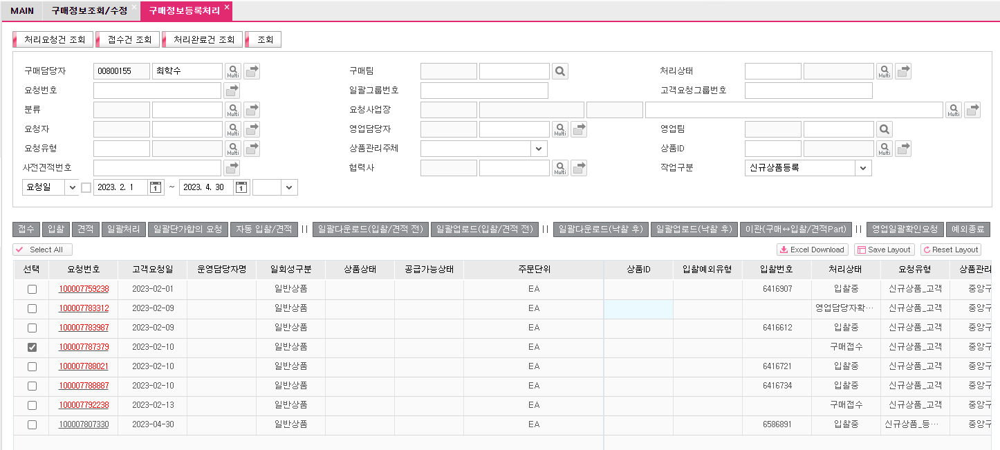 MAIN 구매정보조회/수정 × 구매정보등록처리 ×
처리요청건 조회 접수건 조회 처리완료건 조회 조회
구매담당자 00800155 최학수 Multi 구매팀 처리상태 Multi
요청번호 일괄그룹번호 고객요청그룹번호
분류 Multi 요청사업장 Multi
요청자 Multi 영업담당자 Multi 영업팀
요청유형 Multi 상품관리주체 상품ID Multi
사전견적번호 협력사 Multi 작업구분 신규상품등록
요청일 2023. 2. 1 ~ 2023. 4. 30
접수 입찰 견적 일괄처리 일괄단가합의 요청 자동 입찰/견적 || 일괄다운로드(입찰/견적 전) 일괄업로드(입찰/견적 전) || 일괄다운로드(낙찰 후) 일괄업로드(낙찰 후) 이관(구매↔입찰/견적Part) || 영업일괄확인요청 예외종료
Select All Excel Download Save Layout Reset Layout
선택 요청번호 고객요청일 운영담당자명 일회성구분 상품상태 공급가능상태 주문단위 상품ID 입찰예외유형 입찰번호 처리상태 요청유형 상품관리
100007759238 2023-02-01 일반상품 EA 6416907 입찰중 신규상품_고객 중앙구
100007783312 2023-02-09 일반상품 EA 영업담당자확… 신규상품_고객 중앙구
100007783987 2023-02-09 일반상품 EA 6416612 입찰중 신규상품_고객 중앙구
100007787379 2023-02-10 일반상품 EA 구매접수 신규상품_고객 중앙구
100007788021 2023-02-10 일반상품 EA 6416721 입찰중 신규상품_고객 중앙구
100007788887 2023-02-10 일반상품 EA 6416734 입찰중 신규상품_고객 중앙구
100007792238 2023-02-13 일반상품 EA 구매접수 신규상품_고객 중앙구
100007807330 2023-04-30 일반상품 EA 6586891 입찰중 신규상품_등… 중앙구